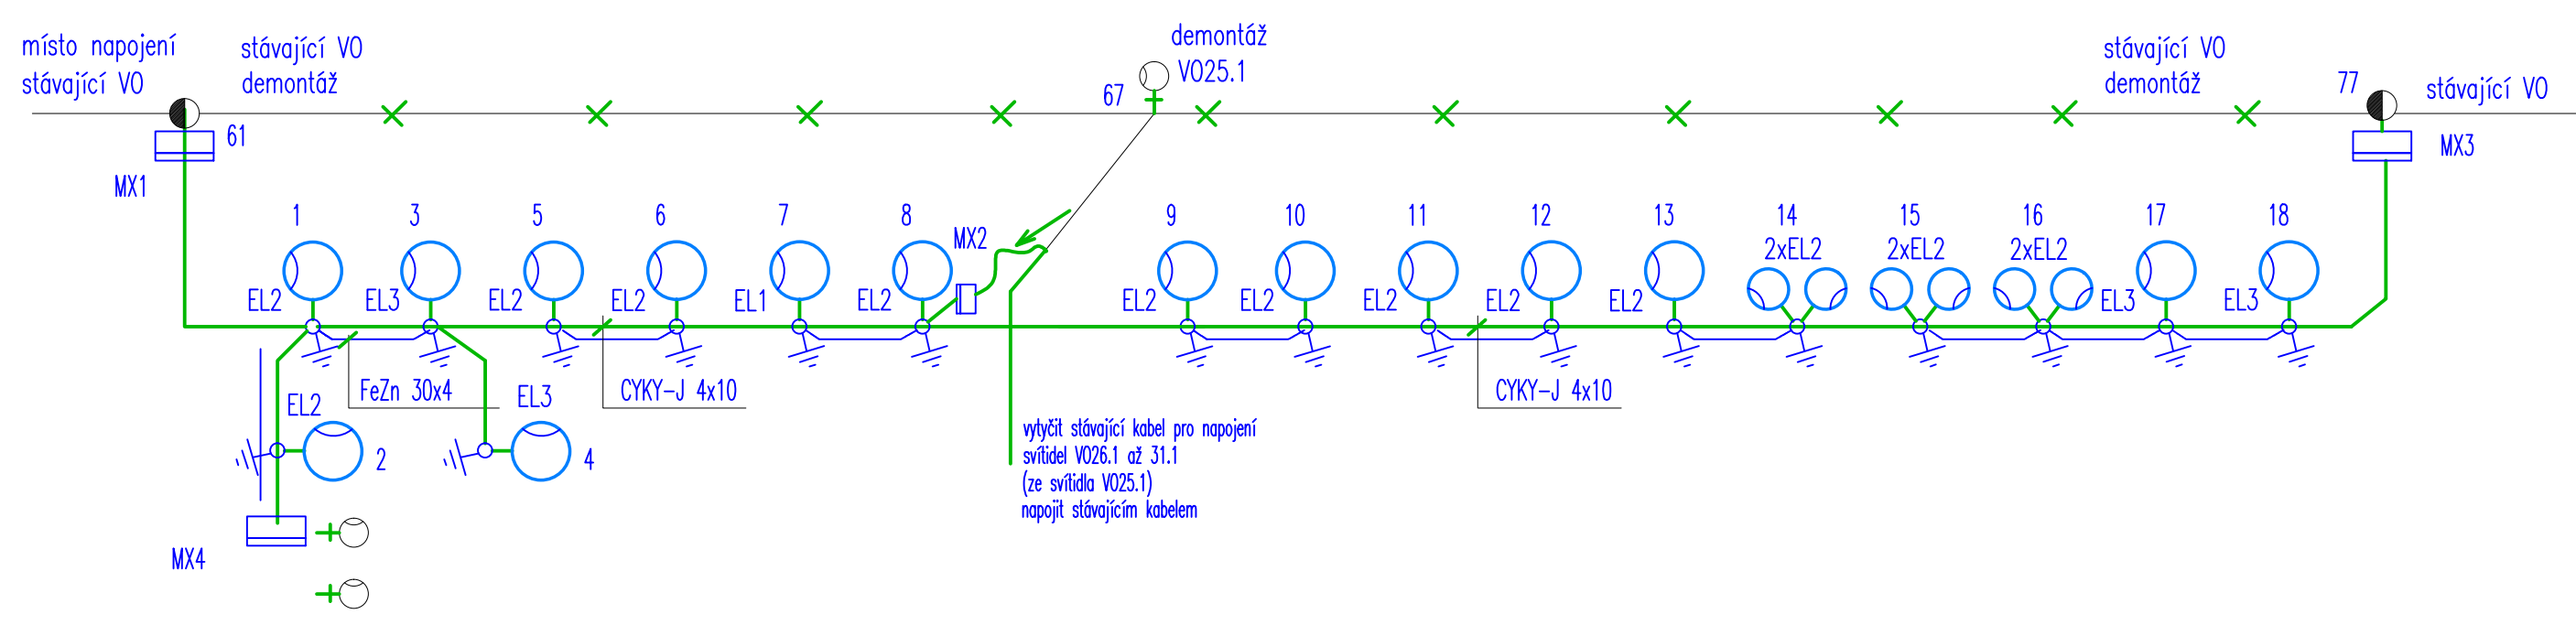 místo napojení
stávající VO
stávající VO
demontáž
demontáž
VO25.1
67
stávající VO
demontáž
77
stávající VO
61
MX1
MX3
1
3
5
6
7
8
MX2
9
10
11
12
13
14
2xEL2
15
2xEL2
16
2xEL2
17
18
EL2
EL3
EL2
EL2
EL1
EL2
EL2
EL2
EL2
EL2
EL2
EL3
EL3
FeZn 30x4
CYKY-J 4x10
CYKY-J 4x10
EL2
EL3
2
4
vytyčit stávající kabel pro napojení
svítidel VO26.1 až 31.1
(ze svítidla VO25.1)
napojit stávajícím kabelem
MX4